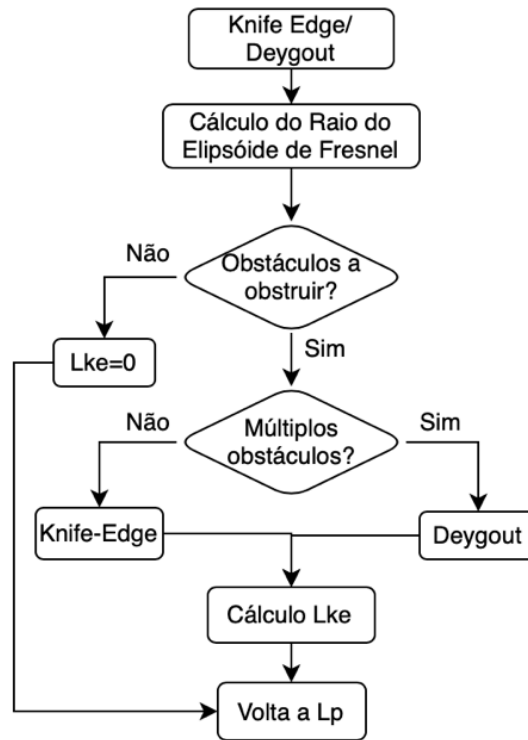 Knife Edge/
Deygout
Cálculo do Raio do
Elipsóide de Fresnel
Não
Obstáculos a
obstruir?
Sim
Lke=0
Não
Múltiplos
obstáculos?
Sim
Knife-Edge
Deygout
Cálculo Lke
Volta a Lp